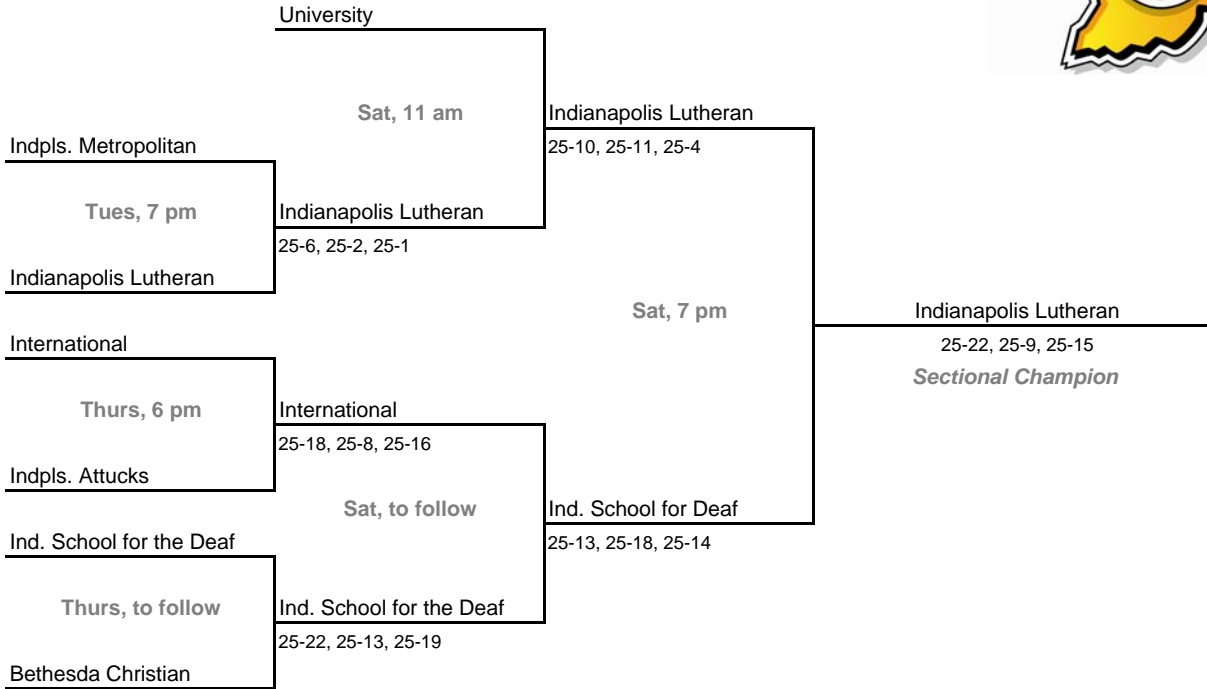 University
Sat, 11 am
Indianapolis Lutheran
Indpls. Metropolitan
25-10, 25-11, 25-4
Tues, 7 pm
Indianapolis Lutheran
25-6, 25-2, 25-1
Indianapolis Lutheran
Sat, 7 pm
Indianapolis Lutheran
International
25-22, 25-9, 25-15
Sectional Champion
Thurs, 6 pm
International
25-18, 25-8, 25-16
Indpls. Attucks
Sat, to follow
Ind. School for Deaf
Ind. School for the Deaf
25-13, 25-18, 25-14
Thurs, to follow
Ind. School for the Deaf
25-22, 25-13, 25-19
Bethesda Christian